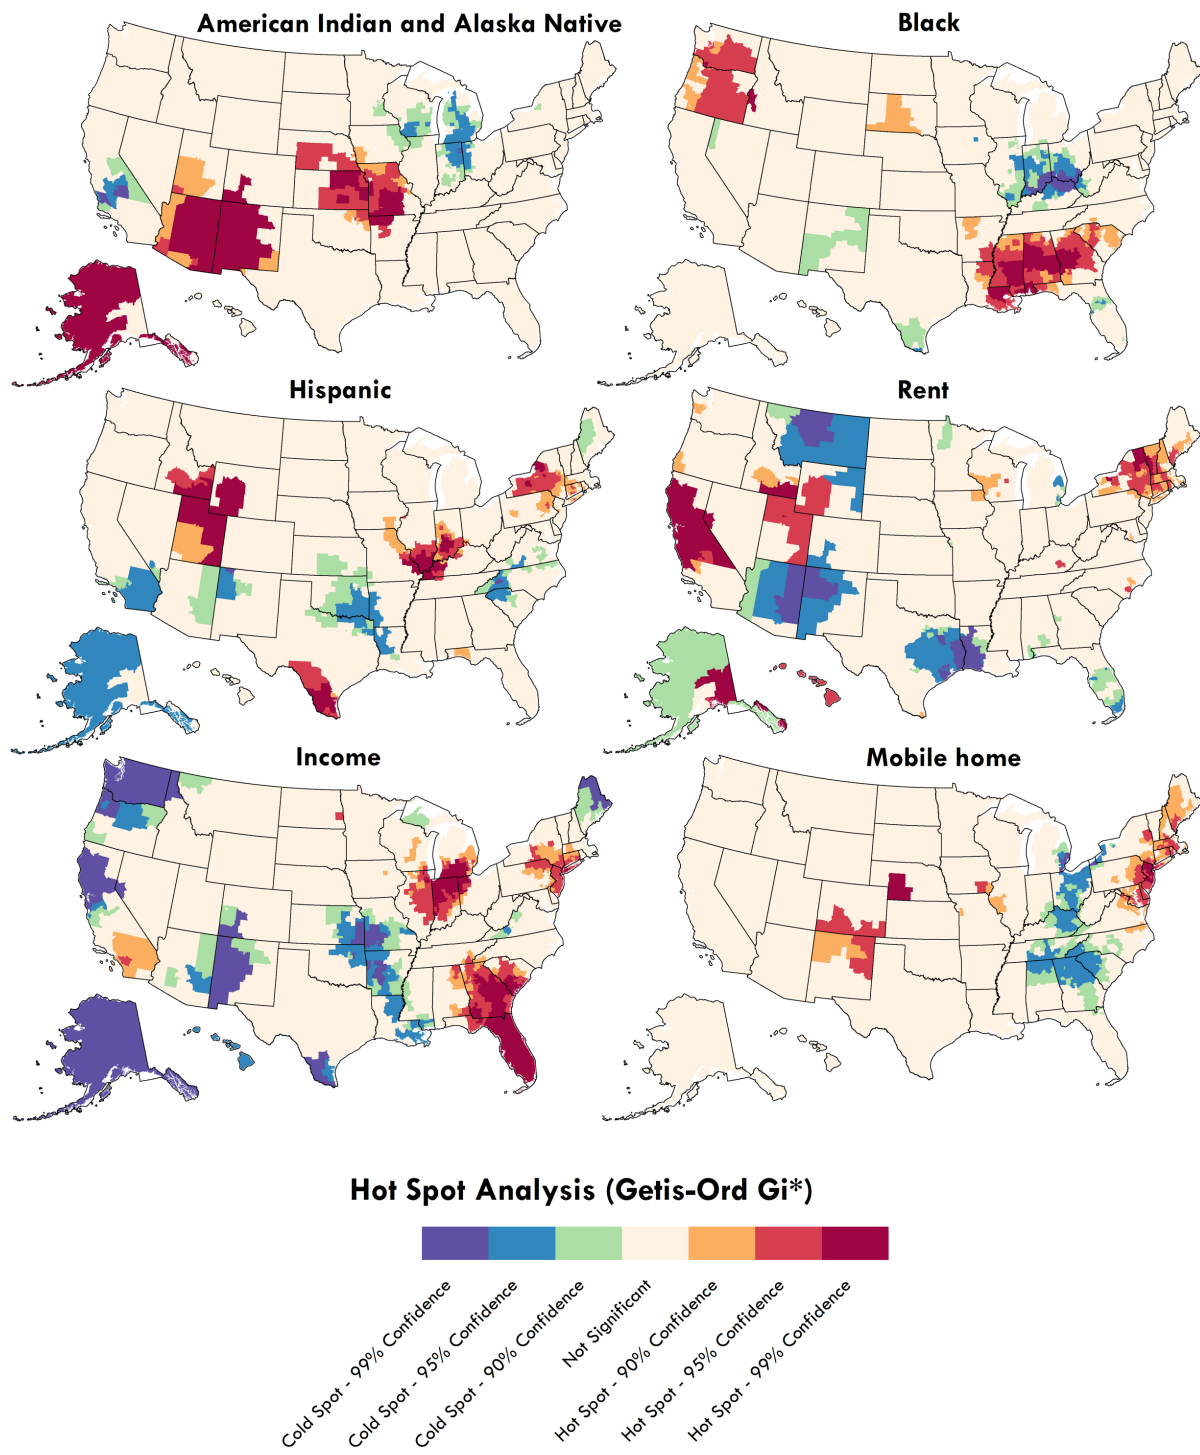 American Indian and Alaska Native
Black
Hispanic
Rent
Income
Mobile home
Hot Spot Analysis (Getis-Ord Gi*)
Cold Spot - 99% Confidence
Cold Spot - 95% Confidence
Cold Spot - 90% Confidence
Not Significant
Hot Spot - 90% Confidence
Hot Spot - 95% Confidence
Hot Spot - 99% Confidence